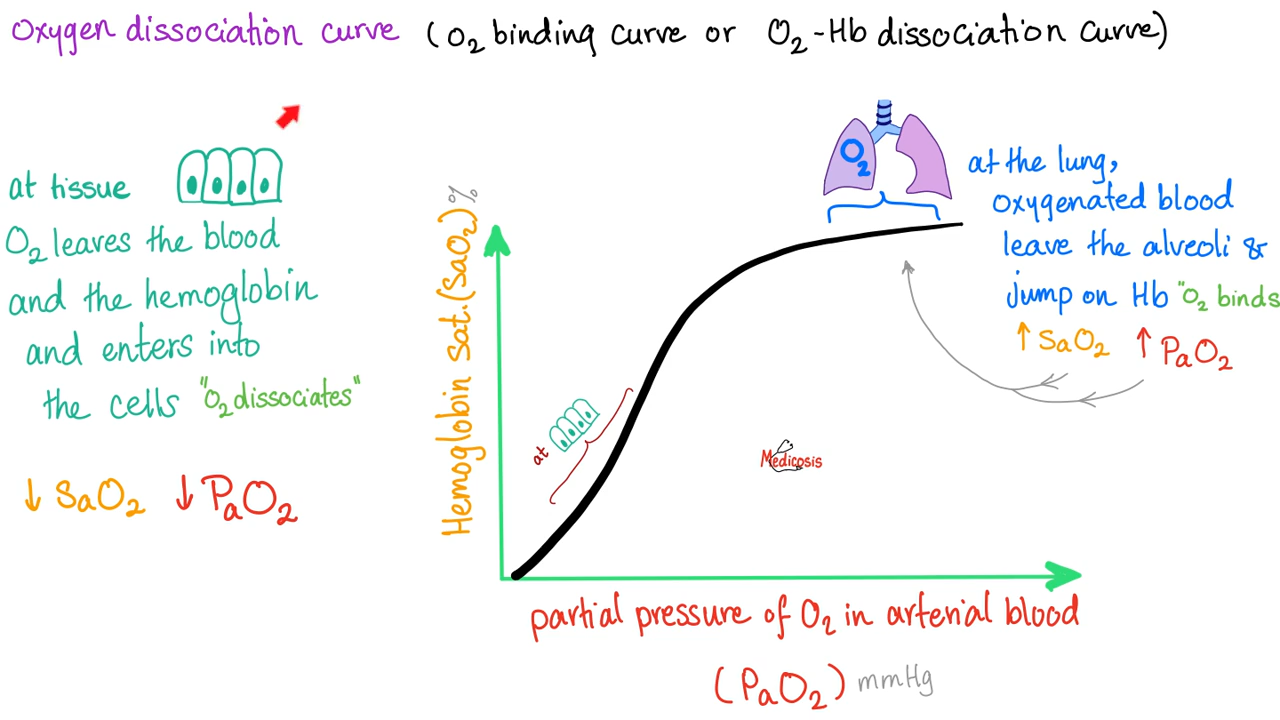 Oxygen dissociation curve (O₂ binding curve or O₂-Hb dissociation curve)
at tissue
O₂ leaves the blood
and the hemoglobin
and enters into
the cells "O₂ dissociates"
↓ SaO₂ ↓ PaO₂
Hemoglobin Sat. (SaO₂) %
at
O₂
at the lung,
oxygenated blood
leave the alveoli &
jump on Hb "O₂ binds
↑ SaO₂ ↑ PaO₂
Medicosis
partial pressure of O₂ in arterial blood
(PaO₂) mmHg